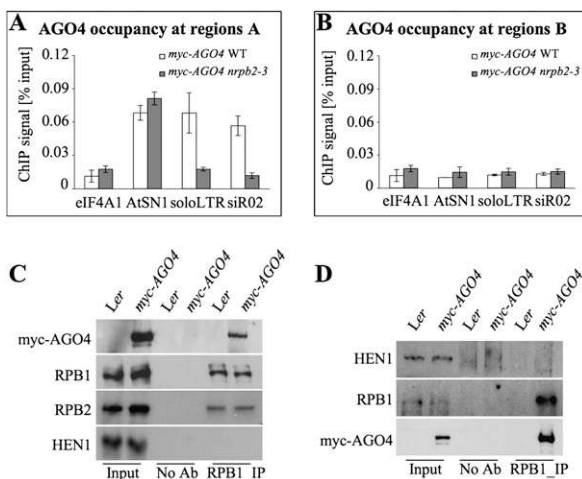 A AGO4 occupancy at regions A
ChIP signal [% input]
0.12
0.09
0.06
0.03
0
myc-AGO4 WT
myc-AGO4 nrpb2-3
eIF4A1 AtSN1 soloLTR siR02
B AGO4 occupancy at regions B
ChIP signal [% input]
0.12
0.09
0.06
0.03
0
myc-AGO4 WT
myc-AGO4 nrpb2-3
eIF4A1 AtSN1 soloLTR siR02
C
Ler myc-AGO4 Ler myc-AGO4 Ler myc-AGO4
myc-AGO4
RPB1
RPB2
HEN1
Input No Ab RPB1_IP
D
Ler myc-AGO4 Ler myc-AGO4 Ler myc-AGO4
HEN1
RPB1
myc-AGO4
Input No Ab RPB1_IP